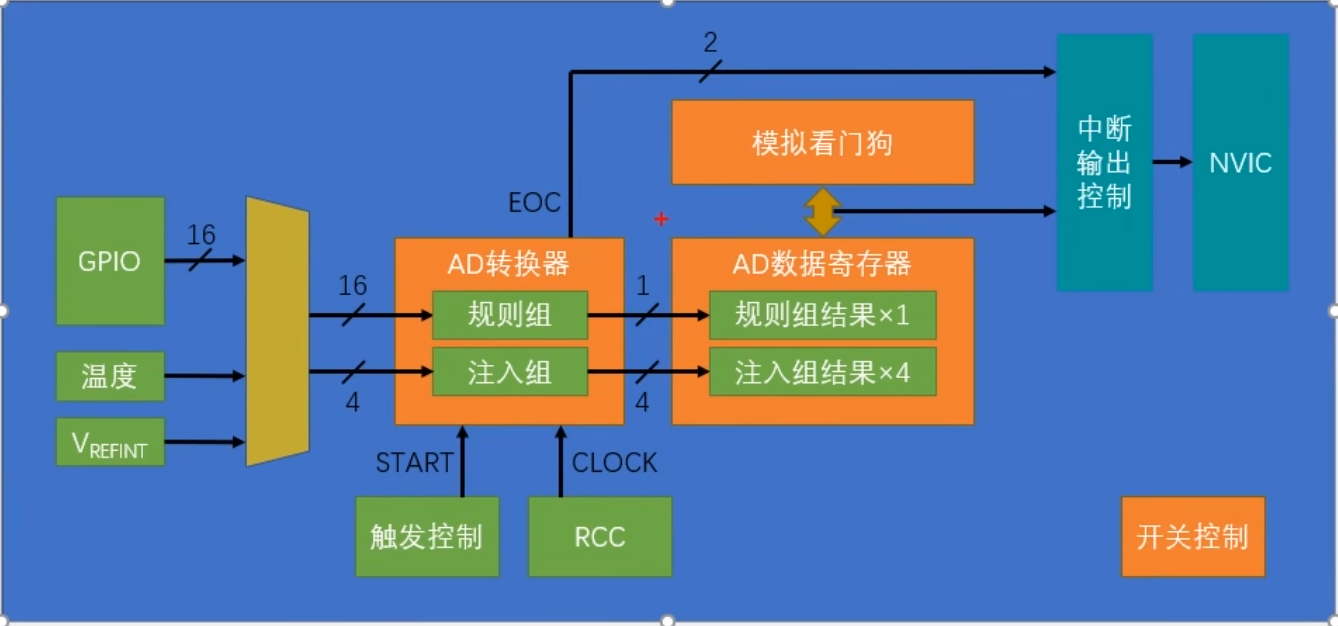 2
模拟看门狗
中断
输出
控制
NVIC
EOC
GPIO
16
温度
VREFINT
16
4
AD转换器
规则组
注入组
1
4
AD数据寄存器
规则组结果×1
注入组结果×4
START
CLOCK
触发控制
RCC
开关控制